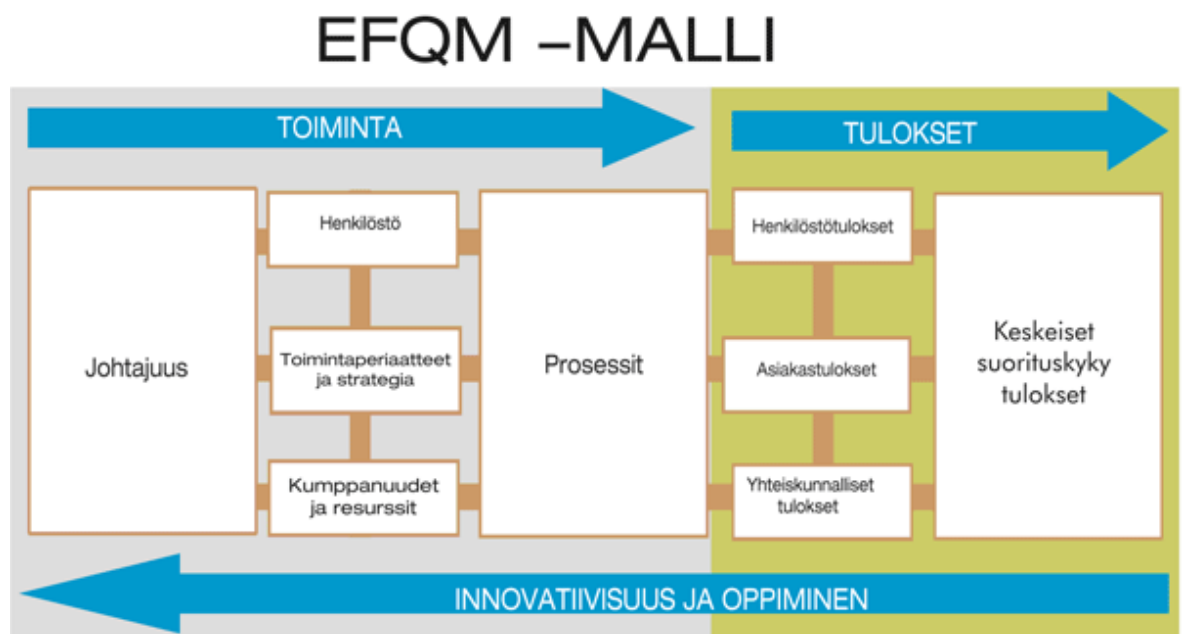 EFQM –MALLI
TOIMINTA
TULOKSET
Johtajuus
Henkilöstö
Toimintaperiaatteet
ja strategia
Kumppanuudet
ja resurssit
Prosessit
Henkilöstötulokset
Asiakastulokset
Yhteiskunnalliset
tulokset
Keskeiset
suorituskyky
tulokset
INNOVATIIVISUUS JA OPPIMINEN